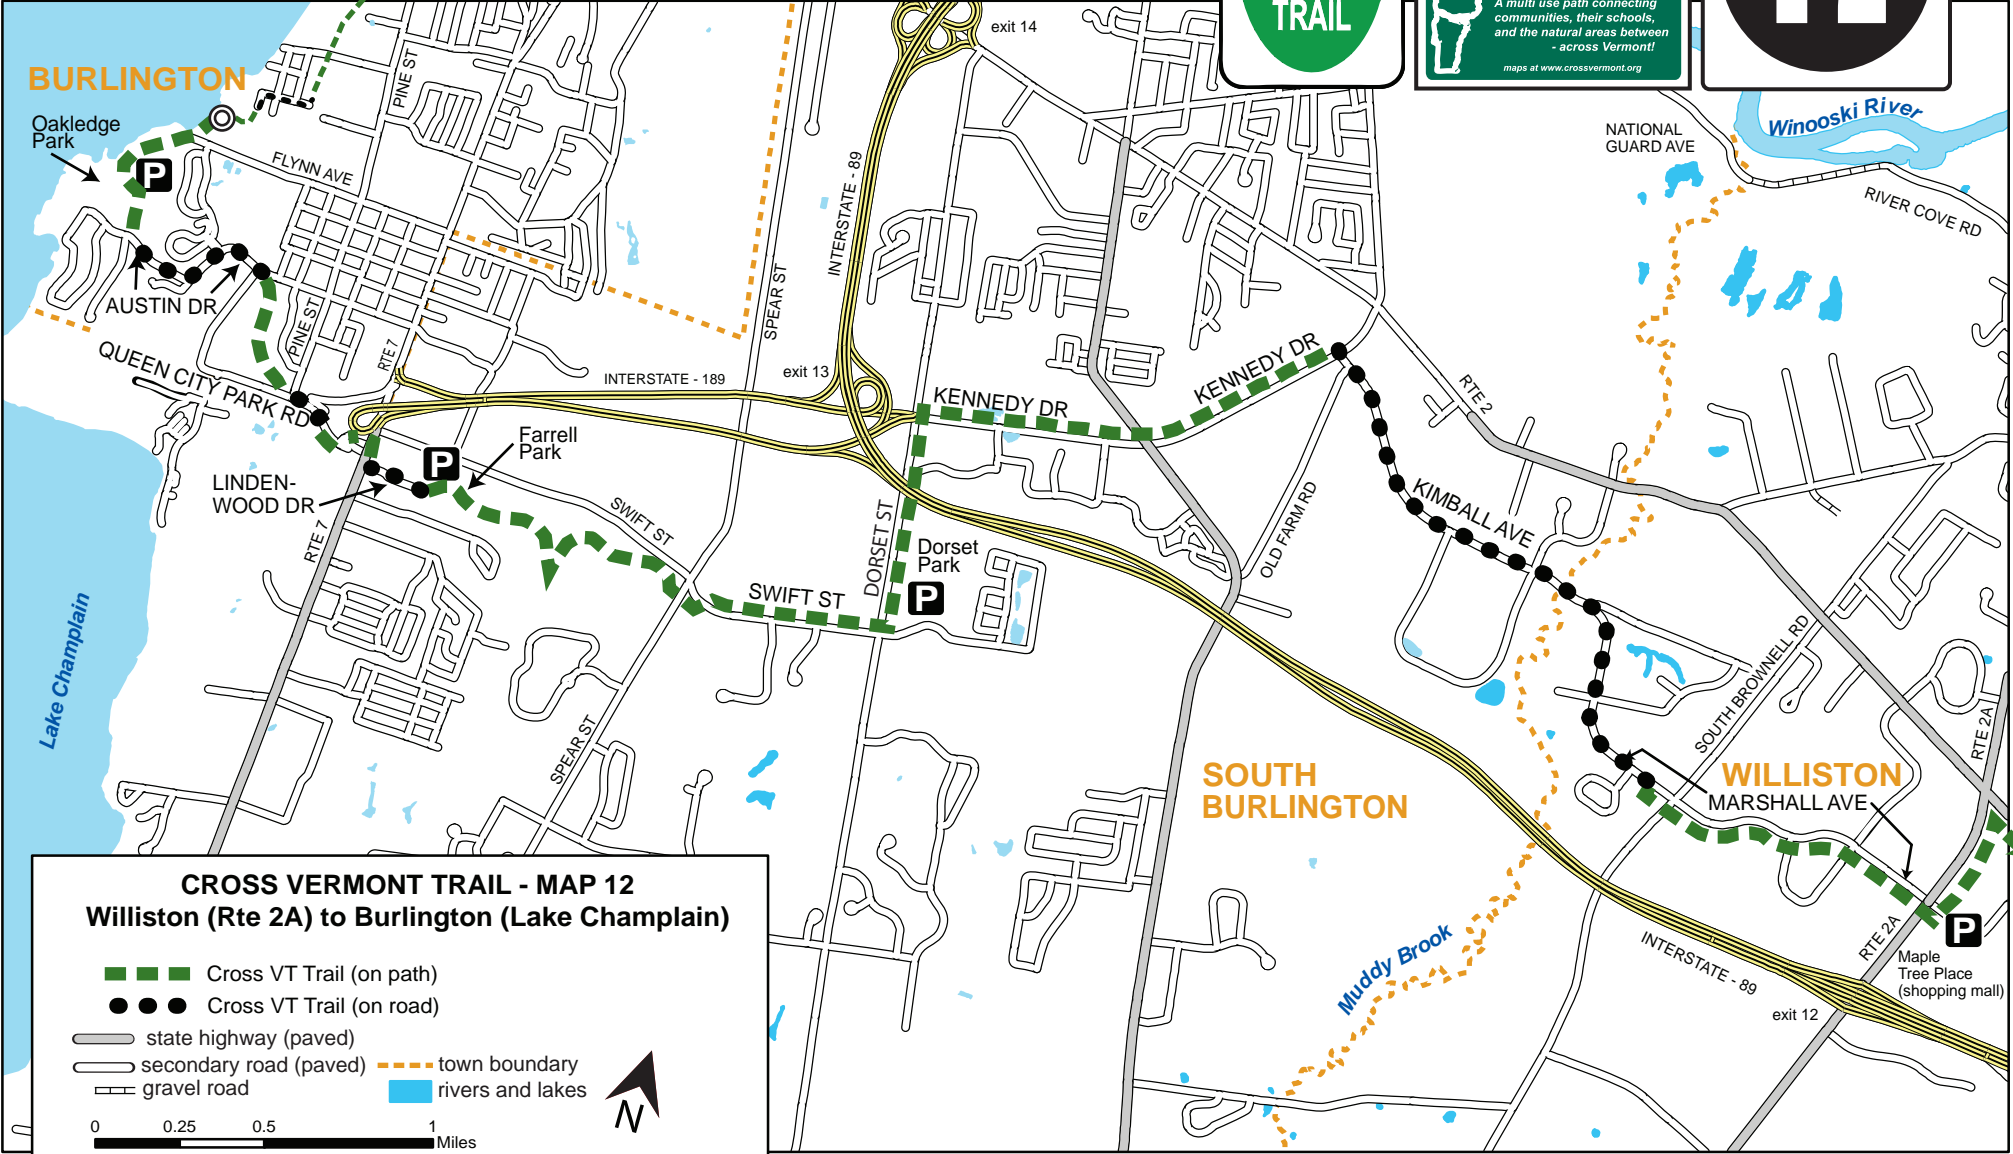 TRAIL
A multi use path connecting
communities, their schools,
and the natural areas between
- across Vermont!
maps at www.crossvermont.org
exit 14
BURLINGTON
Oakledge
Park
P
PINE ST
FLYNN AVE
NATIONAL
GUARD AVE
Winooski River
RIVER COVE RD
INTERSTATE - 89
SPEAR ST
AUSTIN DR
PINE ST
RTE 7
QUEEN CITY PARK RD
INTERSTATE - 189
exit 13
KENNEDY DR
KENNEDY DR
RTE 2
Farrell
Park
P
LINDEN-
WOOD DR
SWIFT ST
RTE 7
DORSET ST
Dorset
Park
P
OLD FARM RD
KIMBALL AVE
SWIFT ST
Lake Champlain
SPEAR ST
SOUTH BROWNELL RD
RTE 2A
SOUTH
BURLINGTON
WILLISTON
MARSHALL AVE
Muddy Brook
INTERSTATE - 89
RTE 2A
P
Maple
Tree Place
(shopping mall)
exit 12
CROSS VERMONT TRAIL - MAP 12
Williston (Rte 2A) to Burlington (Lake Champlain)
Cross VT Trail (on path)
Cross VT Trail (on road)
state highway (paved)
secondary road (paved)
town boundary
gravel road
rivers and lakes
N
0 0.25 0.5 1
Miles